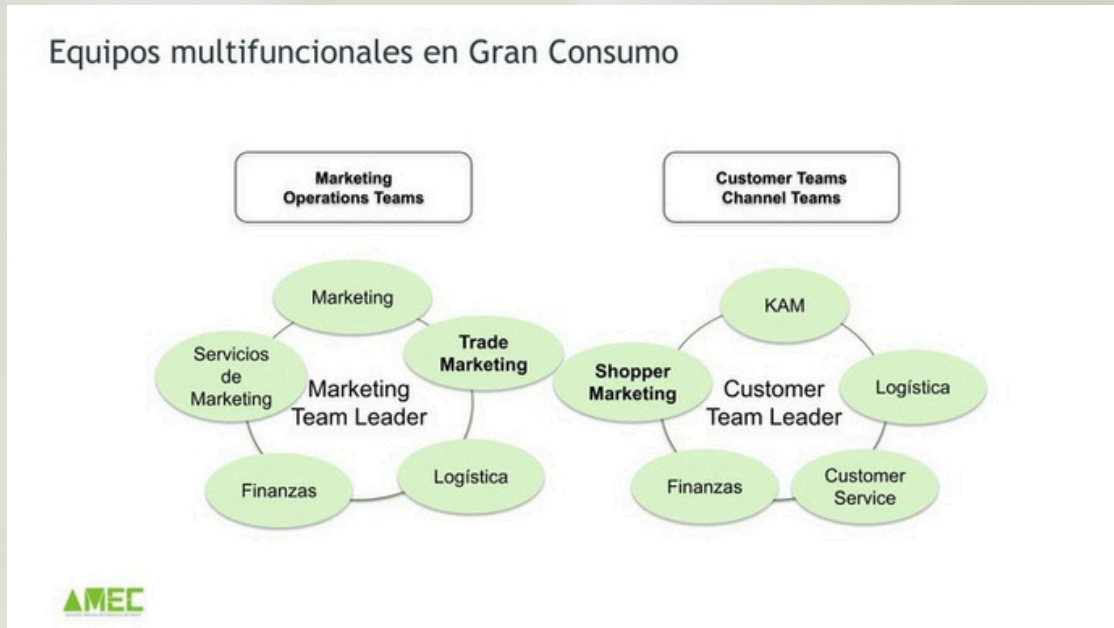 Equipos multifuncionales en Gran Consumo
Marketing
Operations Teams
Customer Teams
Channel Teams
Marketing
Trade
Marketing
Servicios
de
Marketing
Marketing
Team Leader
Finanzas
Logística
KAM
Shopper
Marketing
Customer
Team Leader
Logística
Finanzas
Customer
Service
AMEC